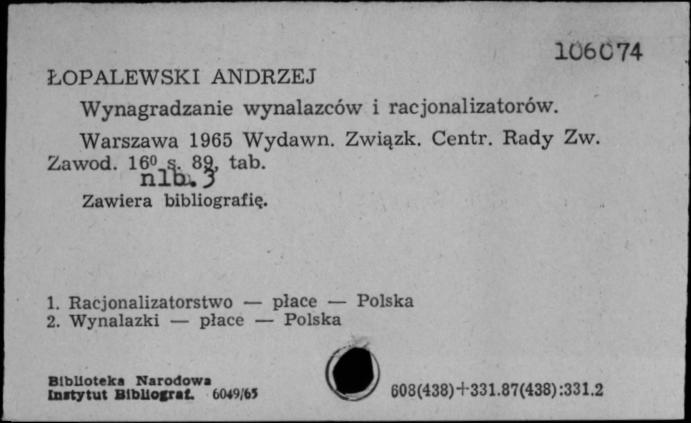 106074
ŁOPALEWSKI ANDRZEJ
Wynagradzanie wynalazców i racjonalizatorów.
Warszawa 1965 Wydawn. Związk. Centr. Rady Zw.
Zawod. 16⁰ s. 89, tab.
nlb. 3
Zawiera bibliografię.
1. Racjonalizatorstwo — płace — Polska
2. Wynalazki — płace — Polska
Biblioteka Narodowa
Instytut Bibliograf. 6049/65
608(438)+331.87(438):331.2